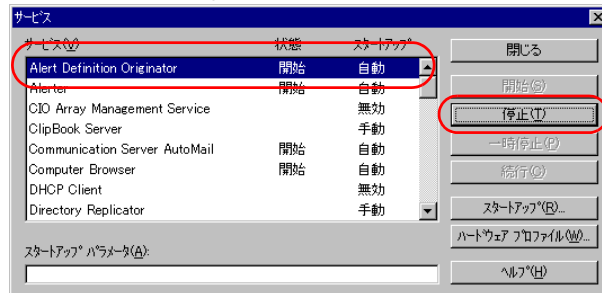 サービス
サービス(V) 状態 スタートアップ
Alert Definition Originator 開始 自動
Alerter 開始 自動
CIO Array Management Service 無効
ClipBook Server 手動
Communication Server AutoMail 開始 自動
Computer Browser 開始 自動
DHCP Client 無効
Directory Replicator 手動
スタートアップ パラメータ(A):
閉じる
開始(S)
停止(T)
一時停止(P)
続行(C)
スタートアップ(R)...
ハードウェア プロファイル(W)...
ヘルプ(H)